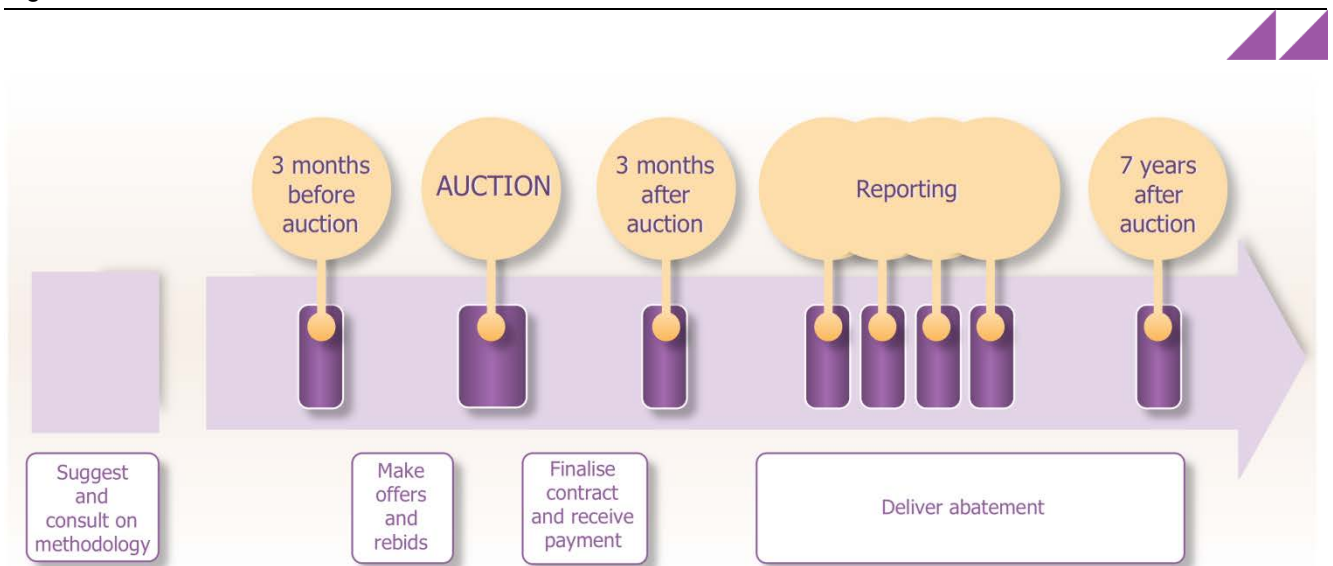 3 months
before
auction
AUCTION
3 months
after
auction
Reporting
7 years
after
auction
Suggest
and
consult on
methodology
Make
offers
and
rebids
Finalise
contract
and receive
payment
Deliver abatement